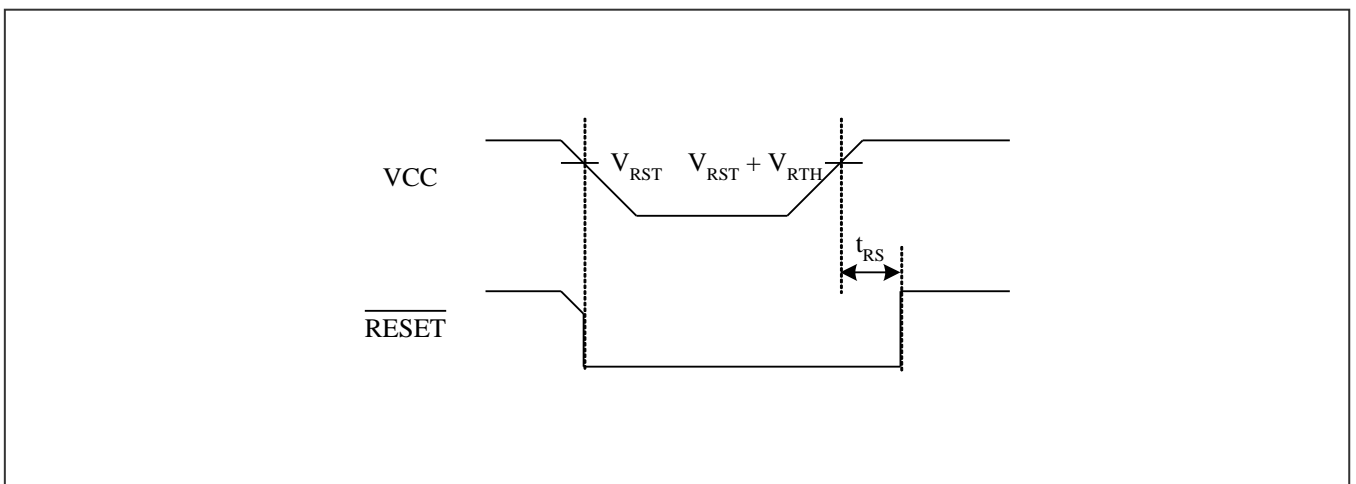 VCC
V_RST
V_RST + V_RTH
t_RS
RESET